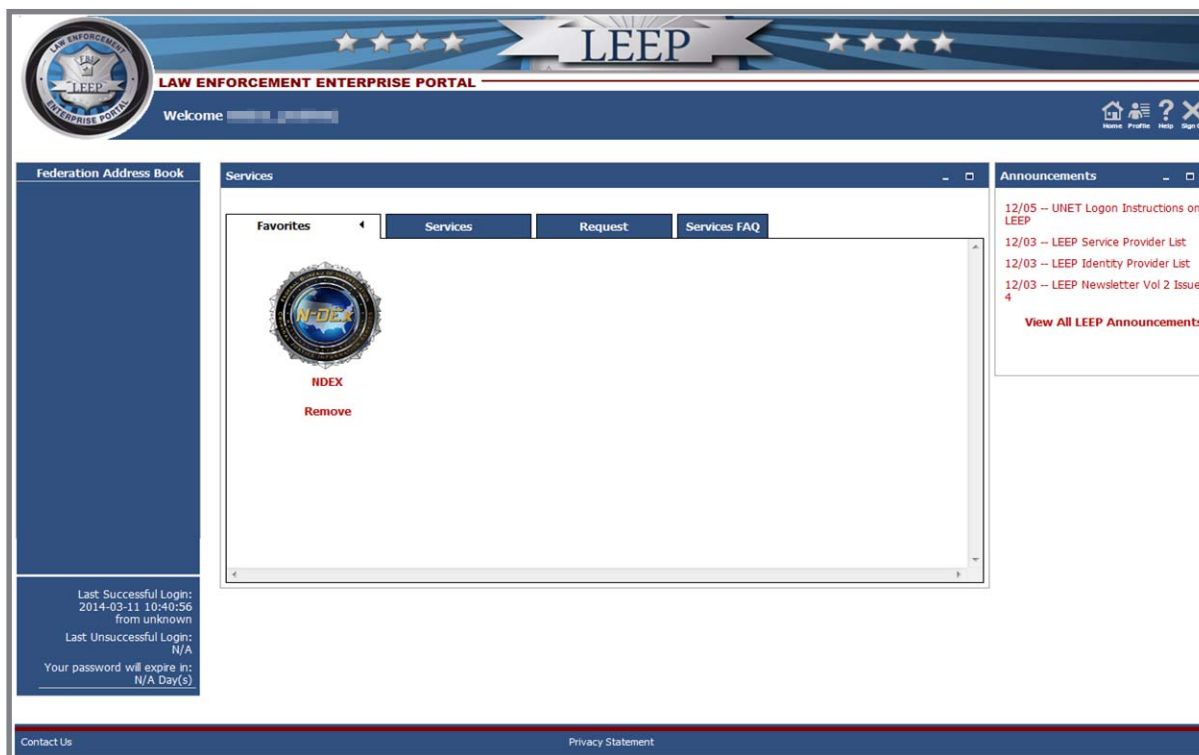 LAW ENFORCEMENT
FBI
LEEP
ENTERPRISE PORTAL
LEEP
LAW ENFORCEMENT ENTERPRISE PORTAL
Welcome
Home Profile Help Sign
Federation Address Book
Services
Announcements
Favorites
Services
Request
Services FAQ
12/05 -- UNET Logon Instructions on
LEEP
12/03 -- LEEP Service Provider List
12/03 -- LEEP Identity Provider List
12/03 -- LEEP Newsletter Vol 2 Issue
4
View All LEEP Announcements
N-DEx
NDEX
Remove
Last Successful Login:
2014-03-11 10:40:56
from unknown
Last Unsuccessful Login:
N/A
Your password will expire in:
N/A Day(s)
Contact Us
Privacy Statement